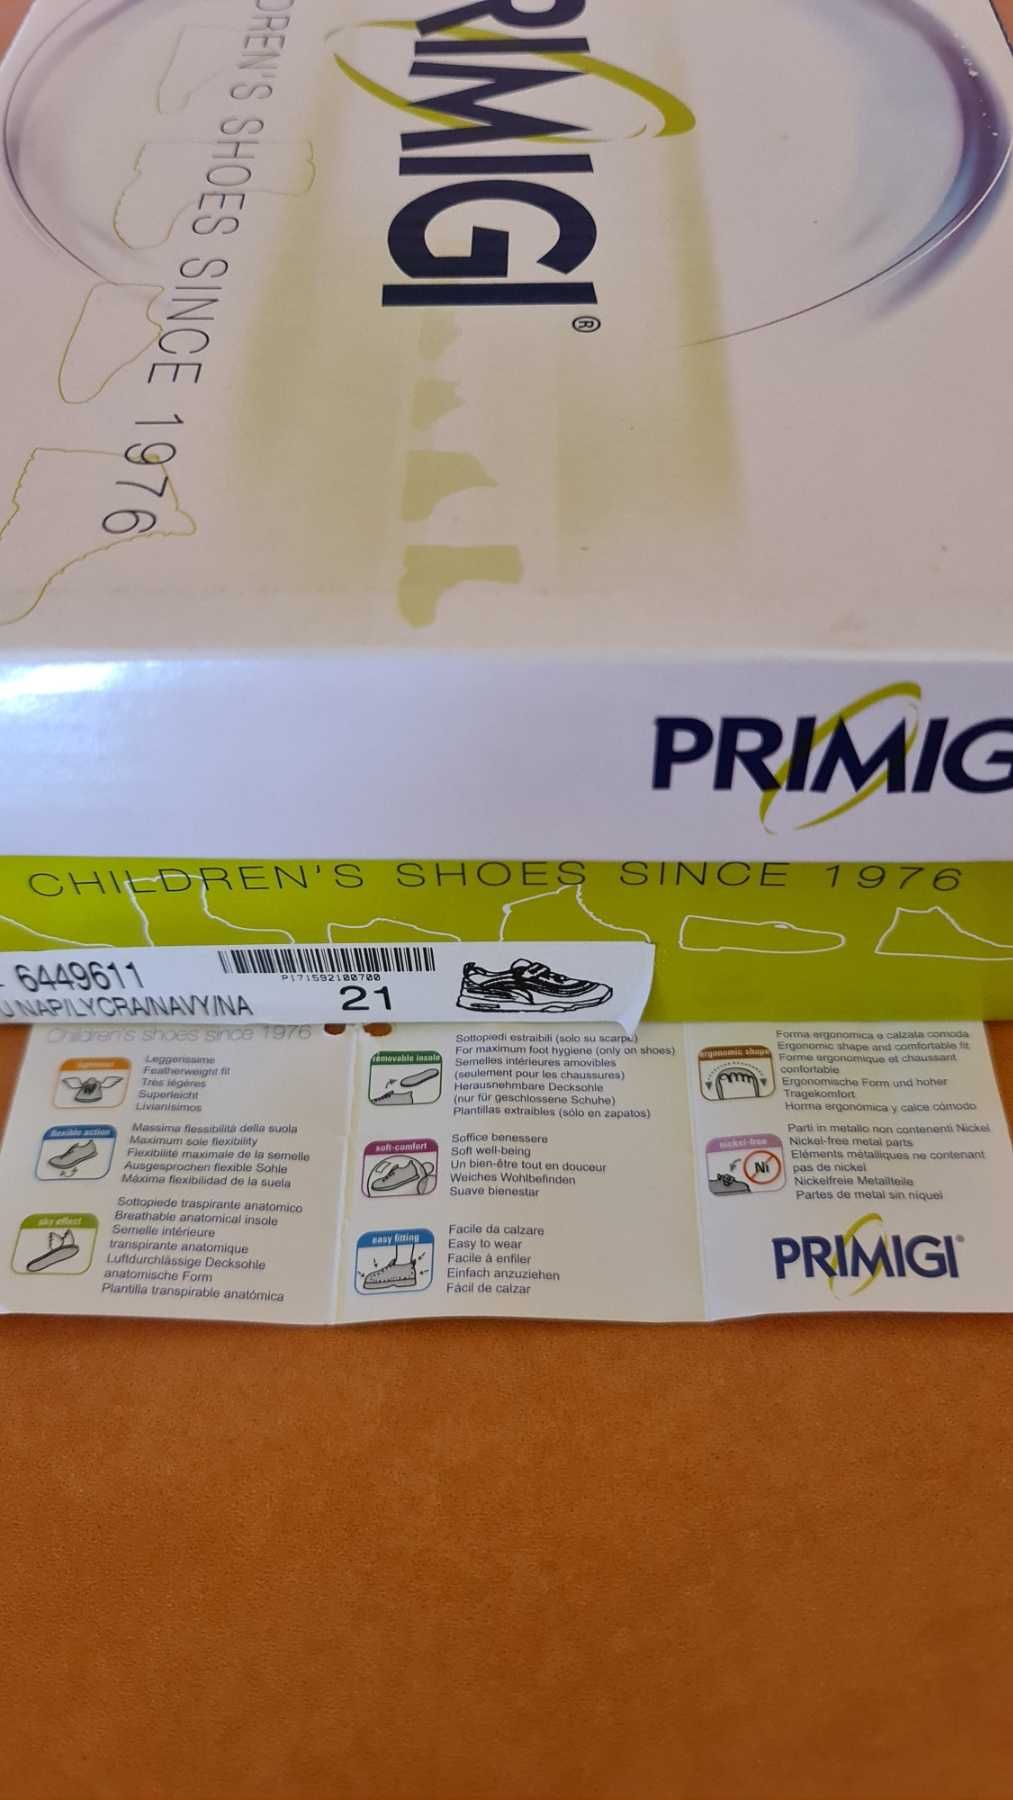 PRIMIGI®
CHILDREN'S SHOES SINCE 1976
PRIMIG
CHILDREN'S SHOES SINCE 1976
6449611
P171592100700
NAP/LYCRA/NAVY/NA
21
Children's shoes since 1976
lightness
Leggerissime
Featherweight fit
Très légères
Superleicht
Livianísimos
flexible action
Massima flessibilità della suola
Maximum sole flexibility
Flexibilité maximale de la semelle
Ausgesprochen flexible Sohle
Máxima flexibilidad de la suela
sky effect
Sottopiede traspirante anatomico
Breathable anatomical insole
Semelle intérieure
transpirante anatomique
Luftdurchlässige Decksohle
anatomische Form
Plantilla transpirable anatómica
removable insole
Sottopiedi estraibili (solo su scarpe)
For maximum foot hygiene (only on shoes)
Semelles intérieures amovibles
(seulement pour les chaussures)
Herausnehmbare Decksohle
(nur für geschlossene Schuhe)
Plantillas extraíbles (sólo en zapatos)
soft-comfort
Soffice benessere
Soft well-being
Un bien-être tout en douceur
Weiches Wohlbefinden
Suave bienestar
easy fitting
Facile da calzare
Easy to wear
Facile à enfiler
Einfach anzuziehen
Fácil de calzar
ergonomic shape
Forma ergonomica e calzata comoda
Ergonomic shape and comfortable fit
Forme ergonomique et chaussant
confortable
Ergonomische Form und hoher
Tragekomfort
Horma ergonómica y calce cómodo
nickel-free
Ni
Parti in metallo non contenenti Nickel
Nickel-free metal parts
Eléments métalliques ne contenant
pas de nickel
Nickelfreie Metallteile
Partes de metal sin níquel
PRIMIGI®